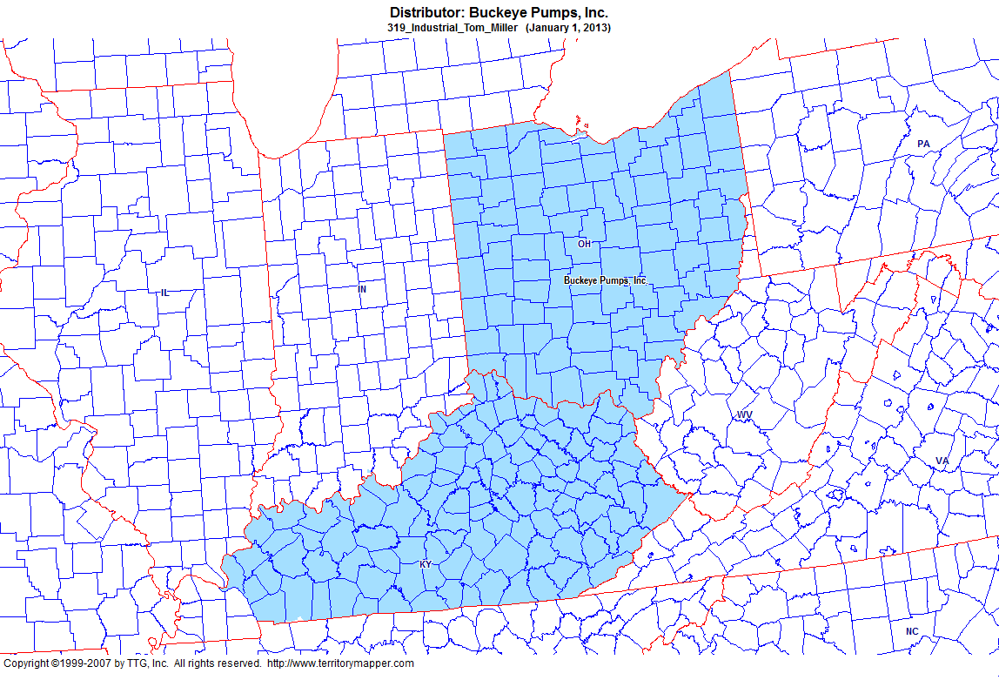 Distributor: Buckeye Pumps, Inc.
319_Industrial_Tom_Miller (January 1, 2013)
PA
OH
Buckeye Pumps, Inc.
IL
IN
WV
VA
KY
NC
Copyright ©1999-2007 by TTG, Inc. All rights reserved. http://www.territorymapper.com